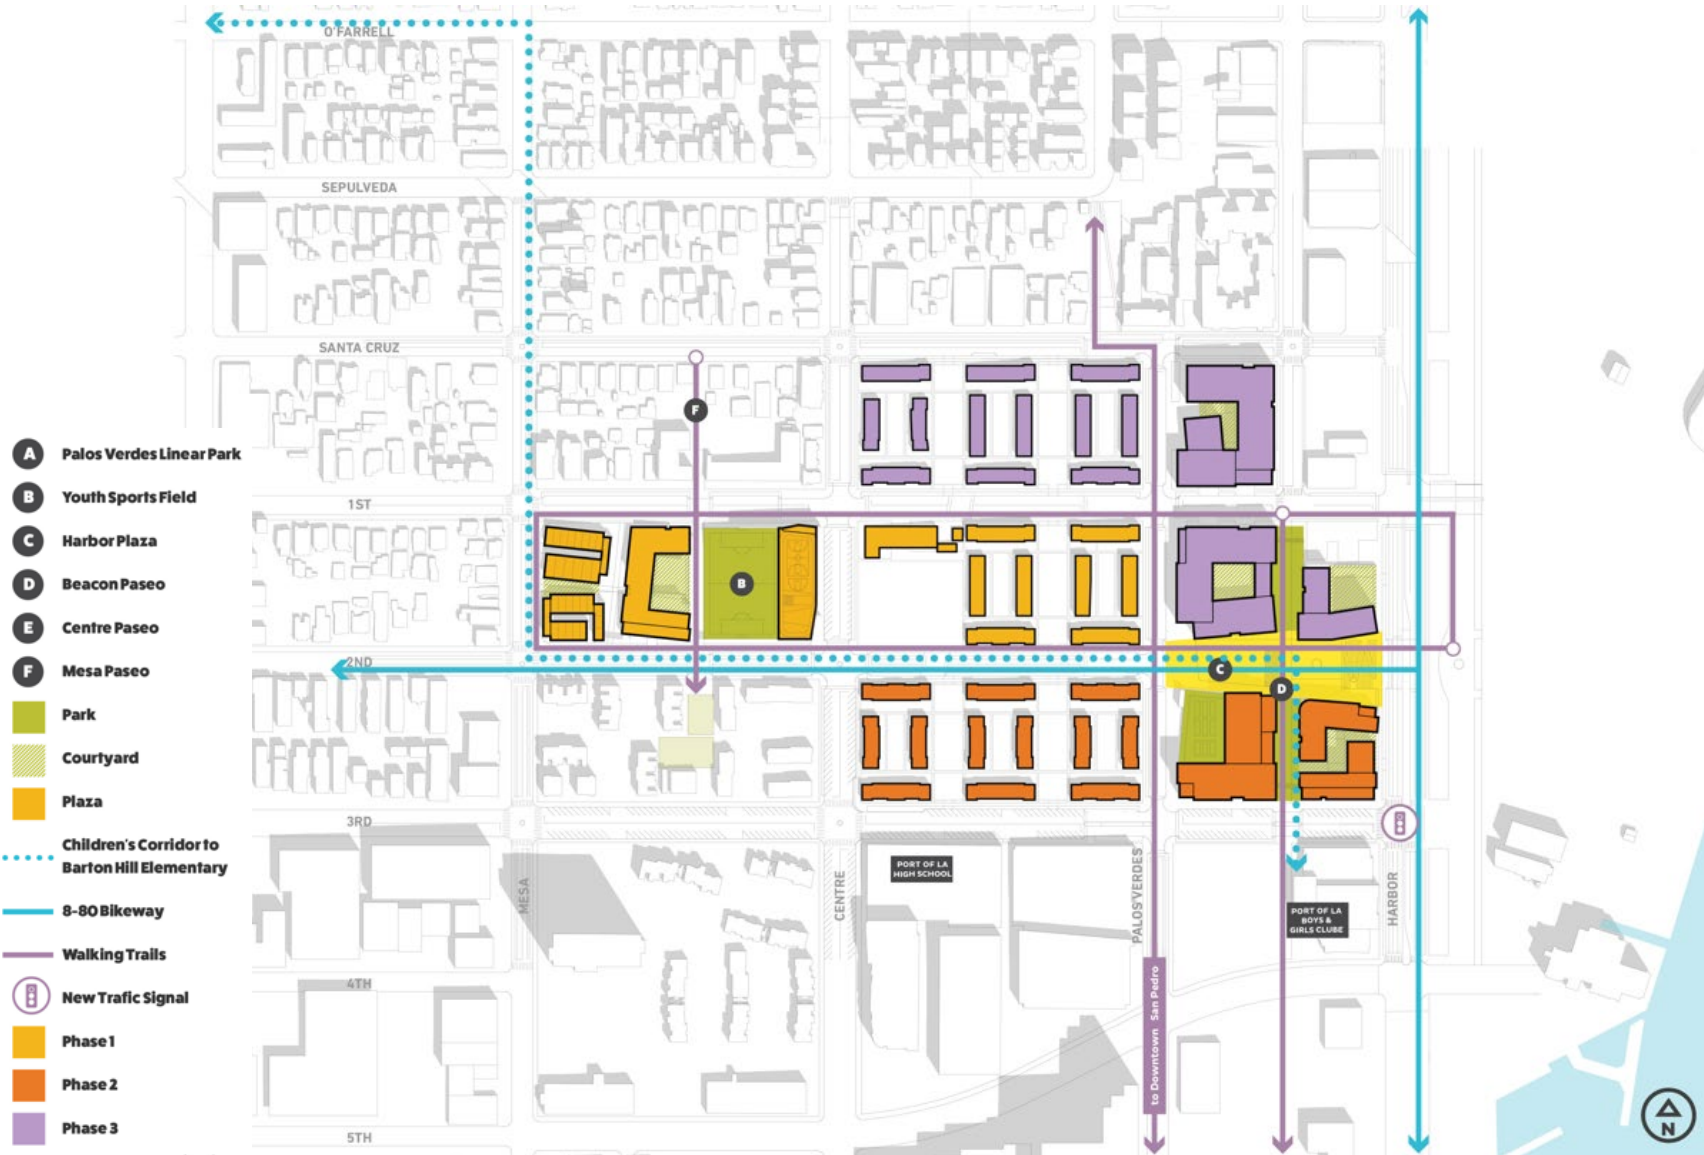 O'FARRELL
SEPULVEDA
SANTA CRUZ
F
A Palos Verdes Linear Park
B Youth Sports Field
C Harbor Plaza
D Beacon Paseo
E Centre Paseo
F Mesa Paseo
Park
Courtyard
Plaza
Children's Corridor to
Barton Hill Elementary
8-80 Bikeway
Walking Trails
New Trafic Signal
Phase 1
Phase 2
Phase 3
1ST
B
2ND
C
D
3RD
PORT OF LA
HIGH SCHOOL
MESA
CENTRE
PALOS VERDES
HARBOR
PORT OF LA
BOYS &
GIRLS CLUBE
4TH
to Downtown San Pedro
5TH
N